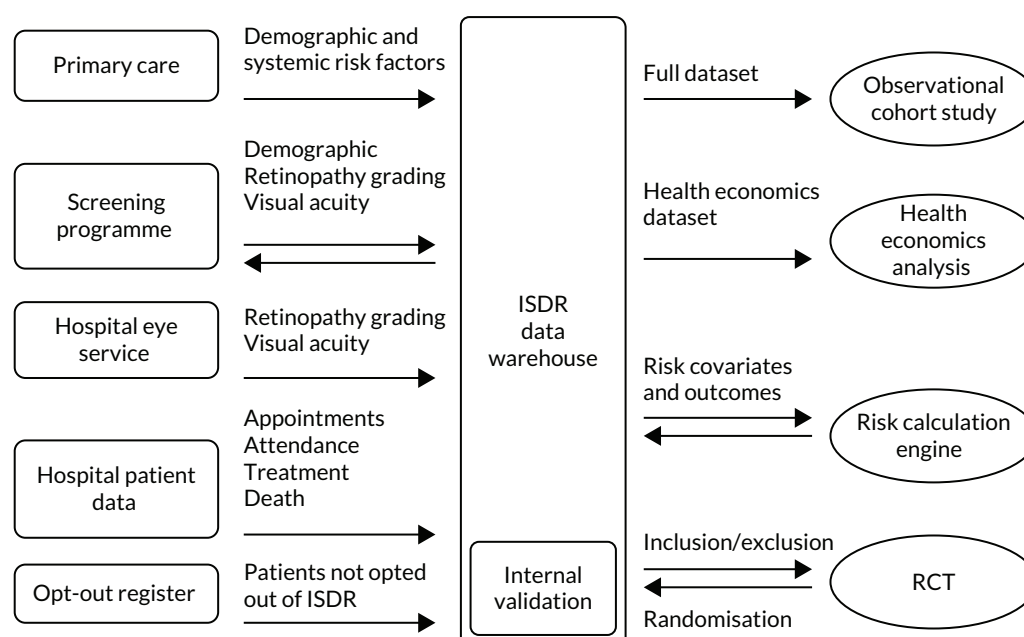 Primary care
Demographic and
systemic risk factors
Screening
programme
Demographic
Retinopathy grading
Visual acuity
Hospital eye
service
Retinopathy grading
Visual acuity
Hospital patient
data
Appointments
Attendance
Treatment
Death
Opt-out register
Patients not opted
out of ISDR
ISDR
data
warehouse
Internal
validation
Full dataset
Observational
cohort study
Health economics
dataset
Health
economics
analysis
Risk covariates
and outcomes
Risk calculation
engine
Inclusion/exclusion
Randomisation
RCT